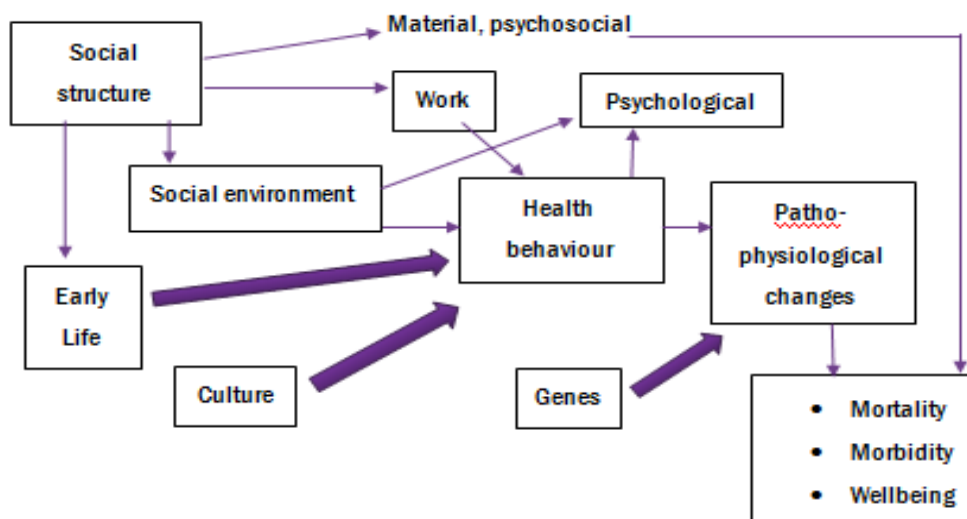 Material, psychosocial
Social
structure
Work
Psychological
Social environment
Health
behaviour
Patho-
physiological
changes
Early
Life
Culture
Genes
• Mortality
• Morbidity
• Wellbeing